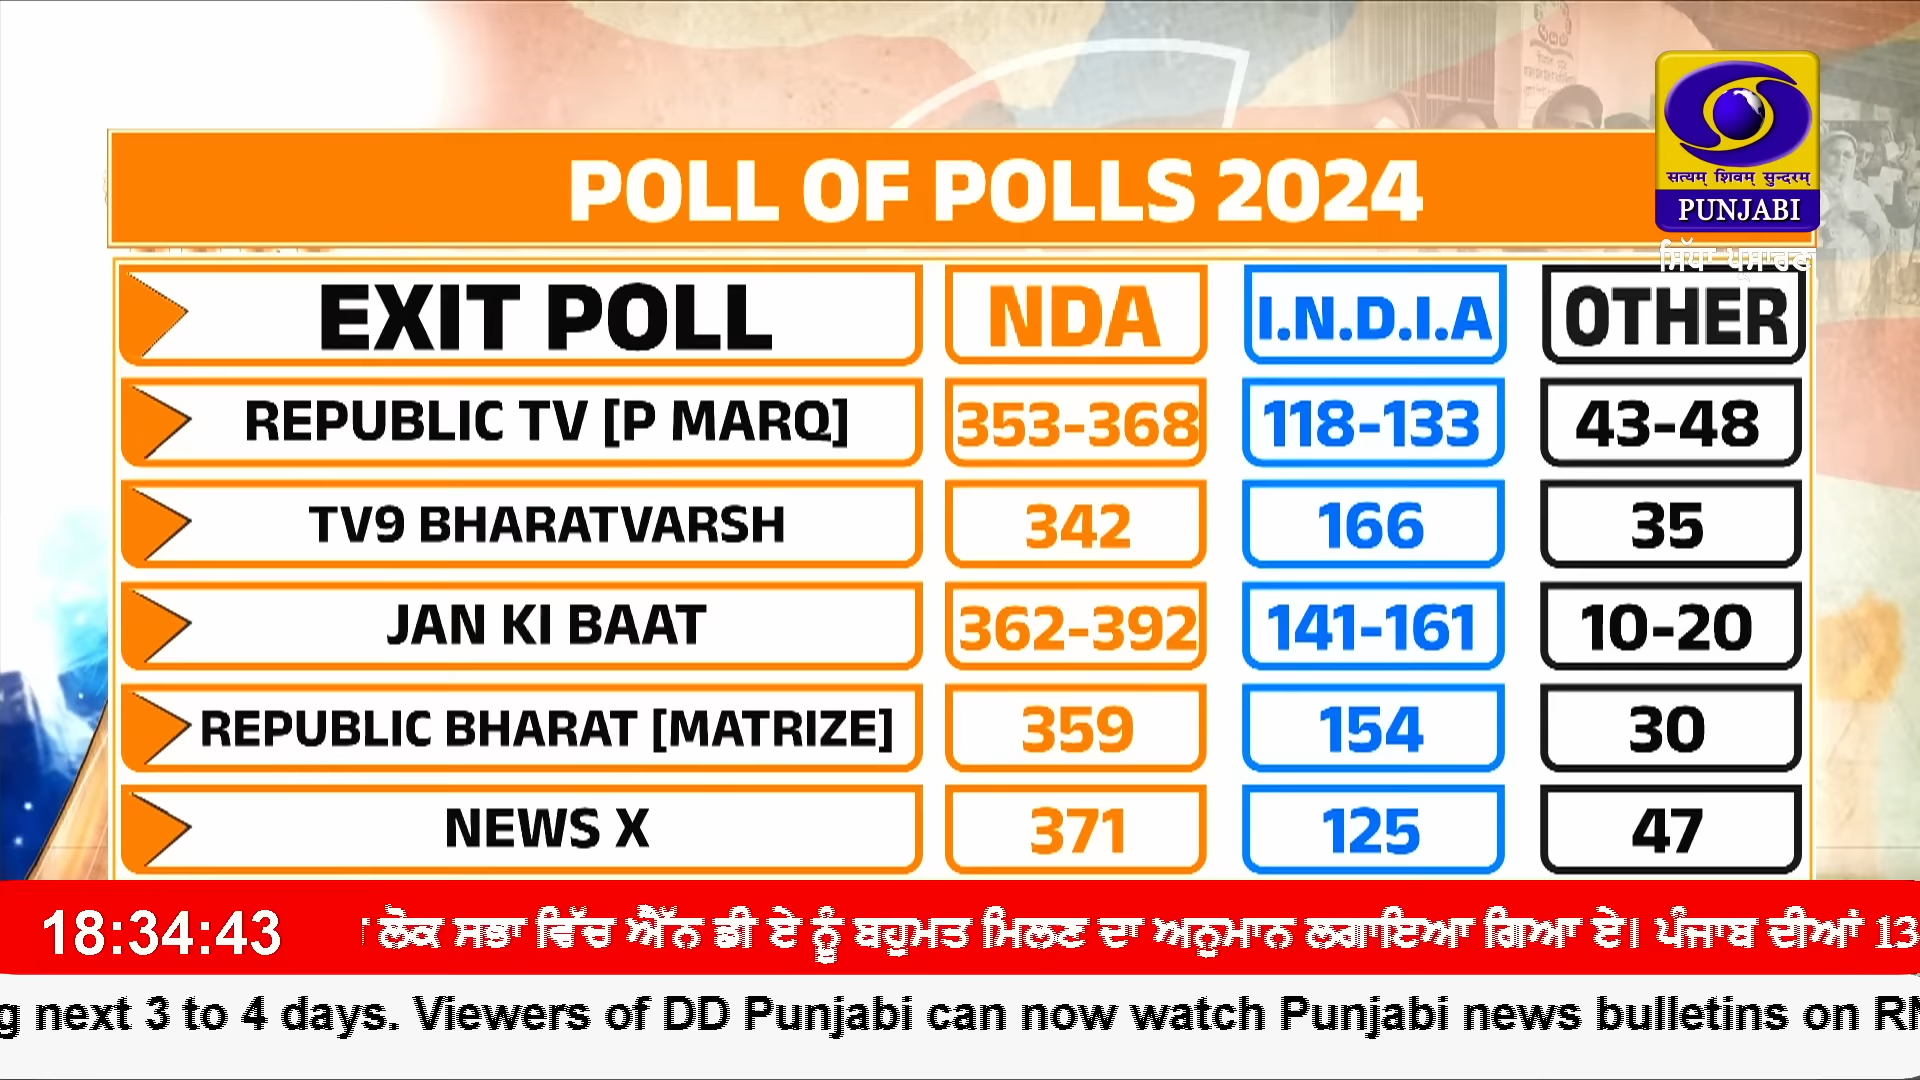 POLL OF POLLS 2024
सत्यम् शिवम् सुन्दरम्
PUNJABI
ਸਿੱਧਾ ਪ੍ਰਸਾਰਣ
EXIT POLL NDA I.N.D.I.A OTHER
REPUBLIC TV [P MARQ] 353-368 118-133 43-48
TV9 BHARATVARSH 342 166 35
JAN KI BAAT 362-392 141-161 10-20
REPUBLIC BHARAT [MATRIZE] 359 154 30
NEWS X 371 125 47
18:34:43 ਲੋਕ ਸਭਾ ਵਿੱਚ ਐੱਨ ਡੀ ਏ ਨੂੰ ਬਹੁਮਤ ਮਿਲਣ ਦਾ ਅਨੁਮਾਨ ਲਗਾਇਆ ਗਿਆ ਏ। ਪੰਜਾਬ ਦੀਆਂ 13
g next 3 to 4 days. Viewers of DD Punjabi can now watch Punjabi news bulletins on